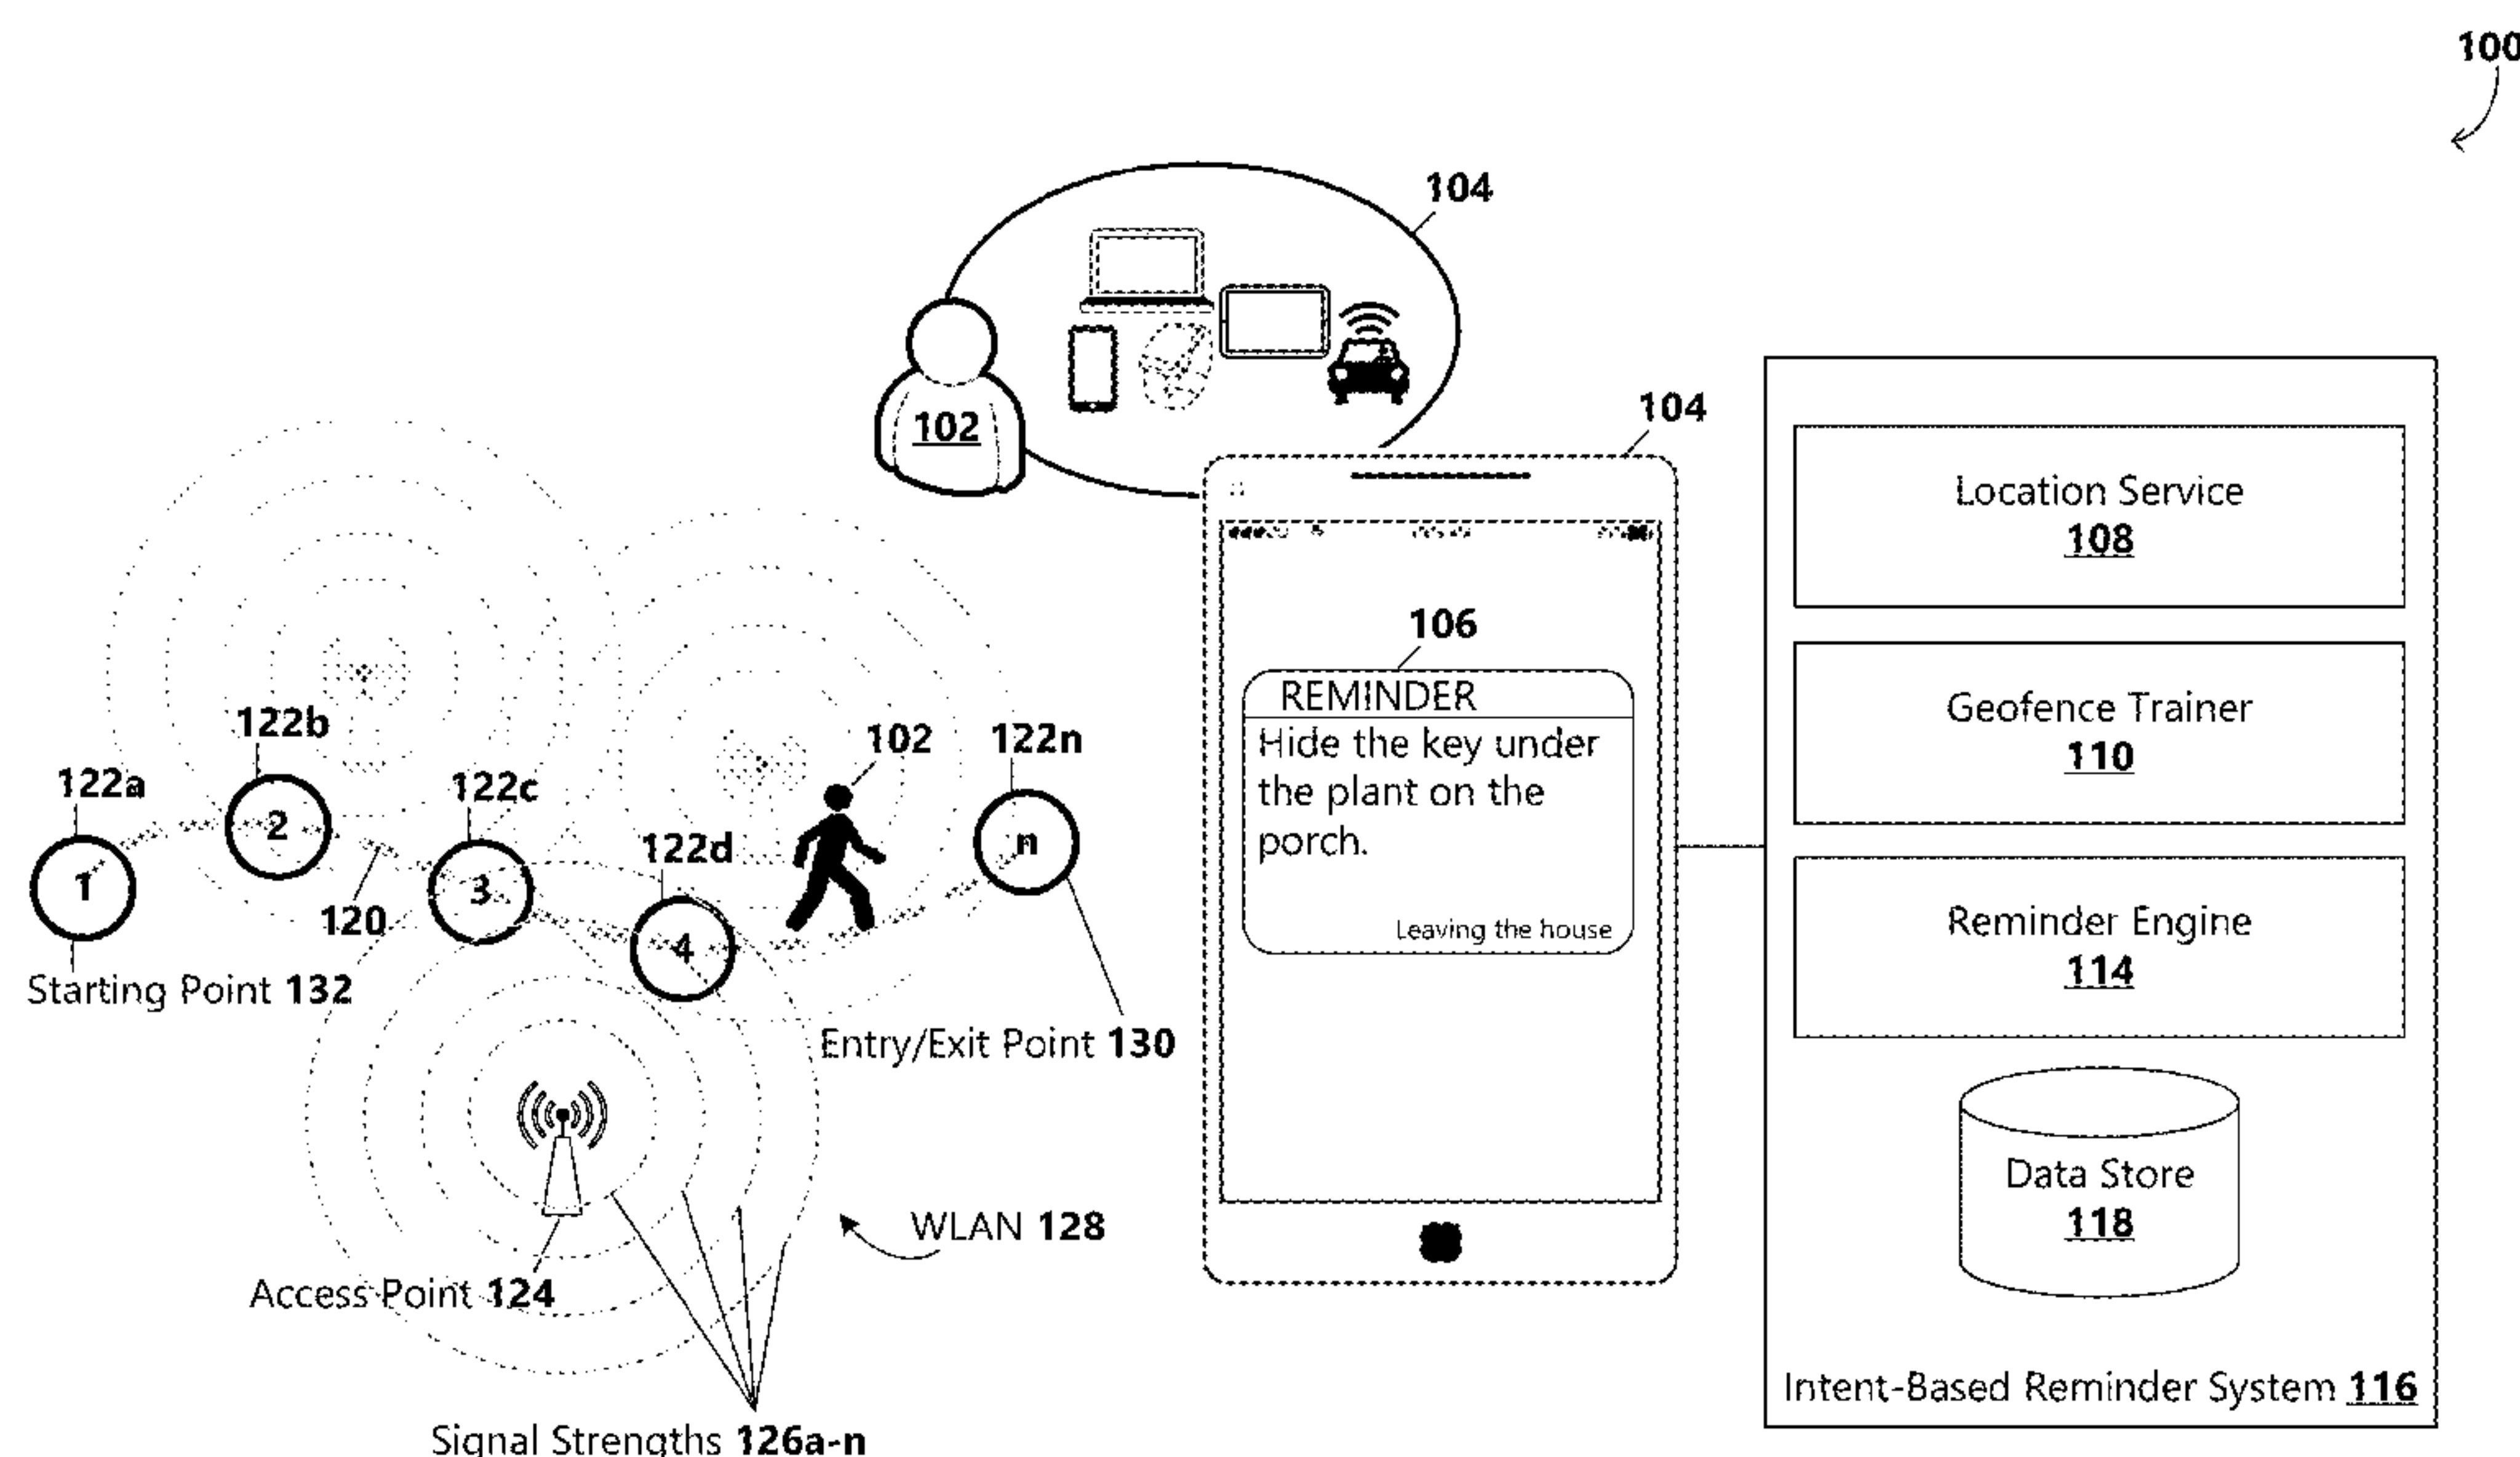 100
104
102
104
Location Service
108
106
REMINDER
Hide the key under
the plant on the
porch.
Leaving the house
Geofence Trainer
110
Reminder Engine
114
Data Store
118
Intent-Based Reminder System 116
122a
122b
122c
122d
102
122n
1
2
3
4
n
120
Starting Point 132
Entry/Exit Point 130
WLAN 128
Access Point 124
Signal Strengths 126a-n